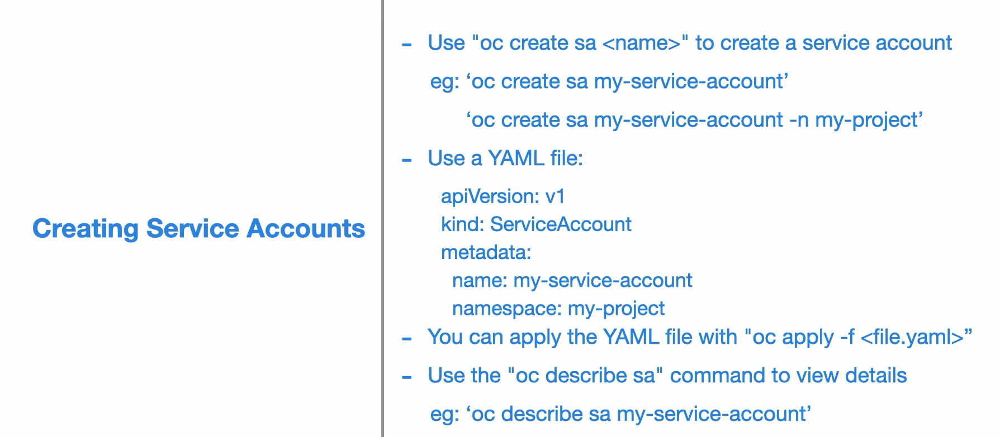 Creating Service Accounts
- Use "oc create sa <name>" to create a service account
eg: ‘oc create sa my-service-account’
‘oc create sa my-service-account -n my-project’
- Use a YAML file:
apiVersion: v1
kind: ServiceAccount
metadata:
  name: my-service-account
  namespace: my-project
- You can apply the YAML file with "oc apply -f <file.yaml>”
- Use the "oc describe sa" command to view details
eg: ‘oc describe sa my-service-account’